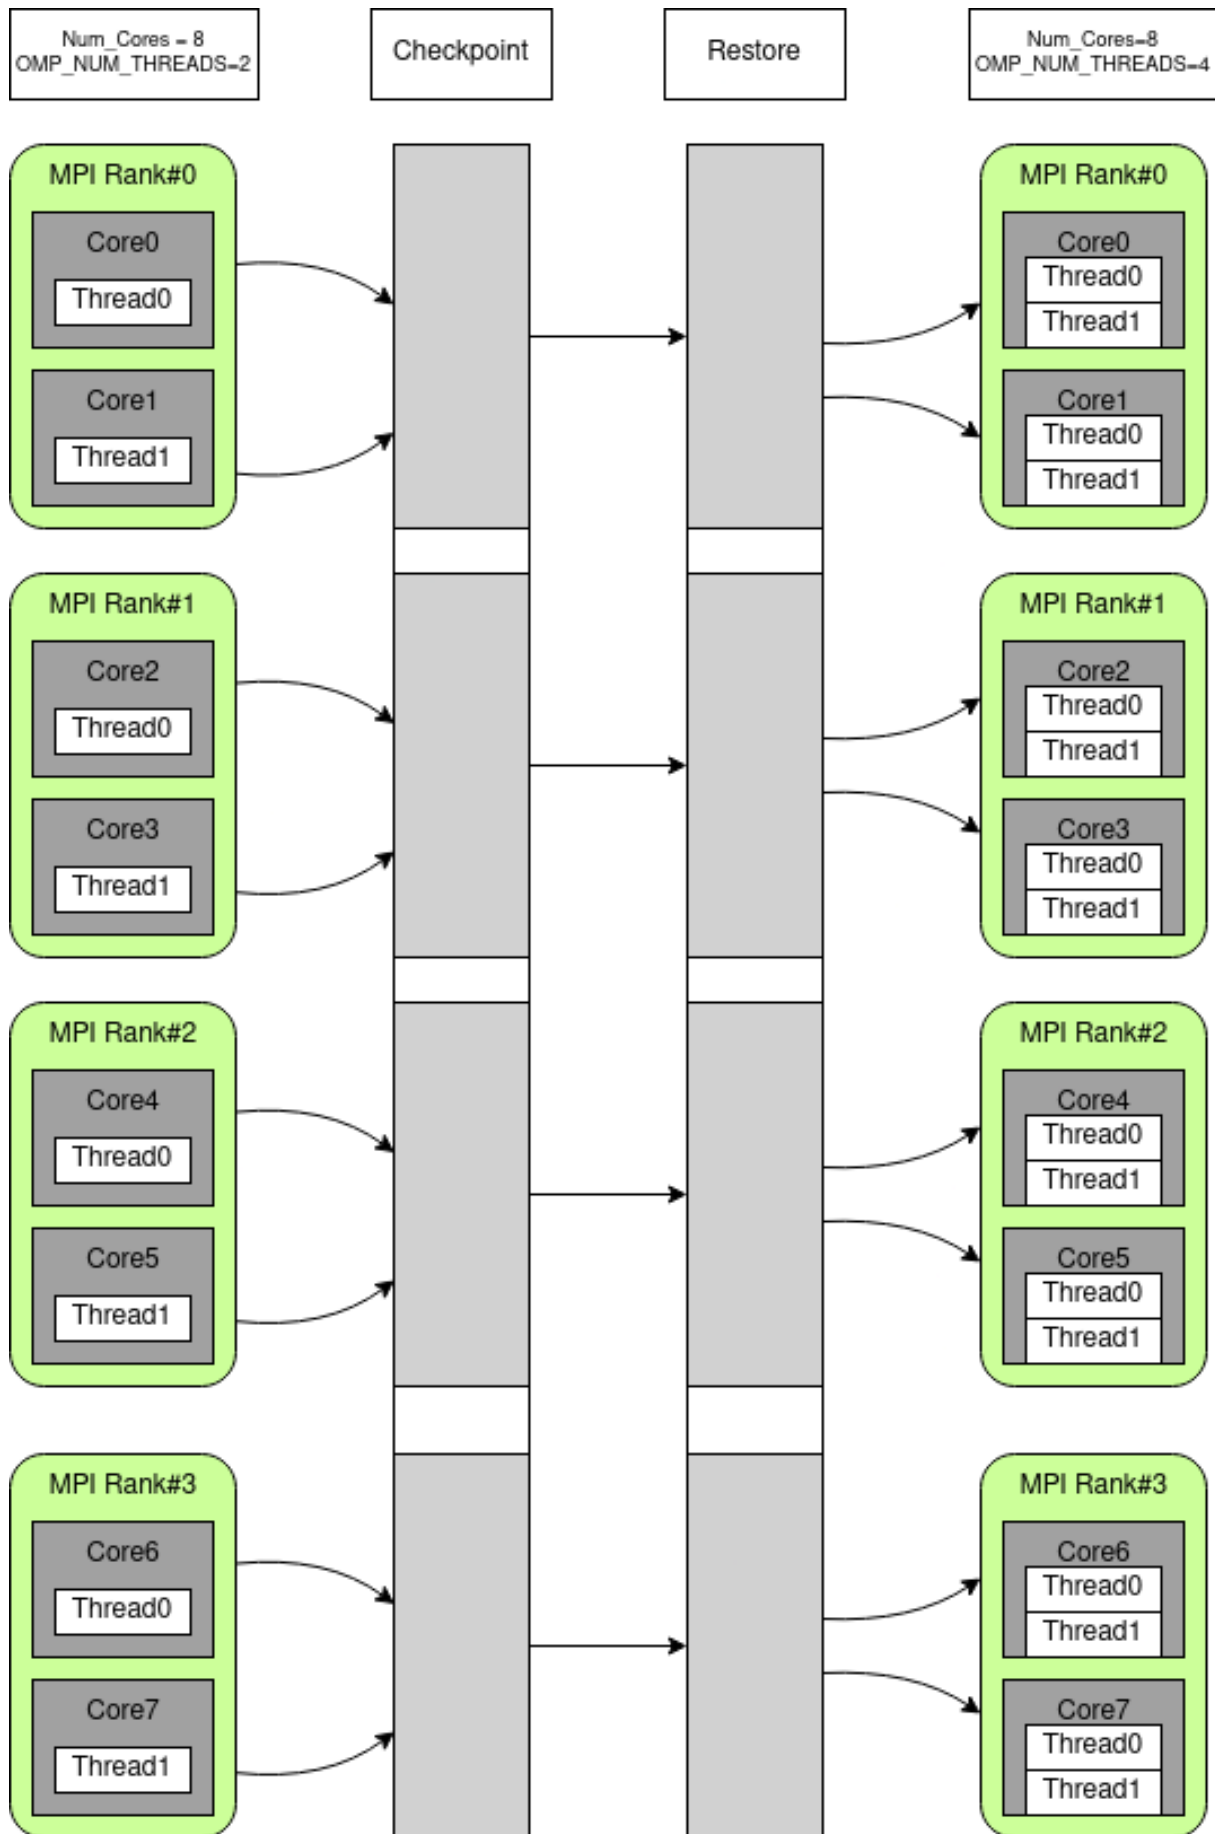 Num_Cores = 8
OMP_NUM_THREADS=2
Checkpoint
Restore
Num_Cores=8
OMP_NUM_THREADS=4
MPI Rank#0
Core0
Thread0
Core1
Thread1
MPI Rank#0
Core0
Thread0
Thread1
Core1
Thread0
Thread1
MPI Rank#1
Core2
Thread0
Core3
Thread1
MPI Rank#1
Core2
Thread0
Thread1
Core3
Thread0
Thread1
MPI Rank#2
Core4
Thread0
Core5
Thread1
MPI Rank#2
Core4
Thread0
Thread1
Core5
Thread0
Thread1
MPI Rank#3
Core6
Thread0
Core7
Thread1
MPI Rank#3
Core6
Thread0
Thread1
Core7
Thread0
Thread1